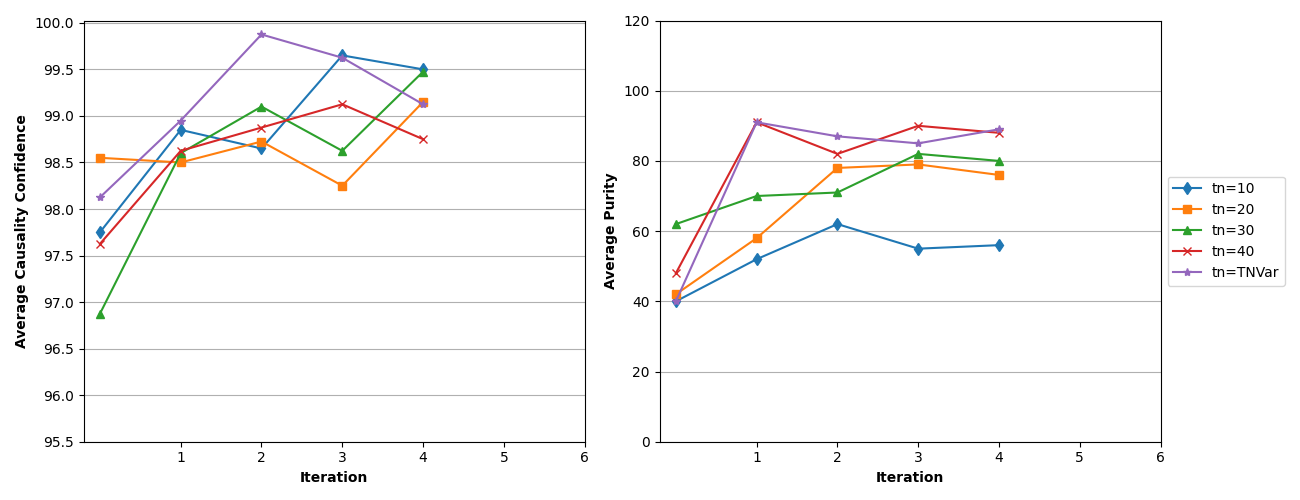 Average Causality Confidence
100.0
99.5
99.0
98.5
98.0
97.5
97.0
96.5
96.0
95.5
1 2 3 4 5 6
Iteration
Average Purity
120
100
80
60
40
20
0
1 2 3 4 5 6
Iteration
tn=10
tn=20
tn=30
tn=40
tn=TNVar